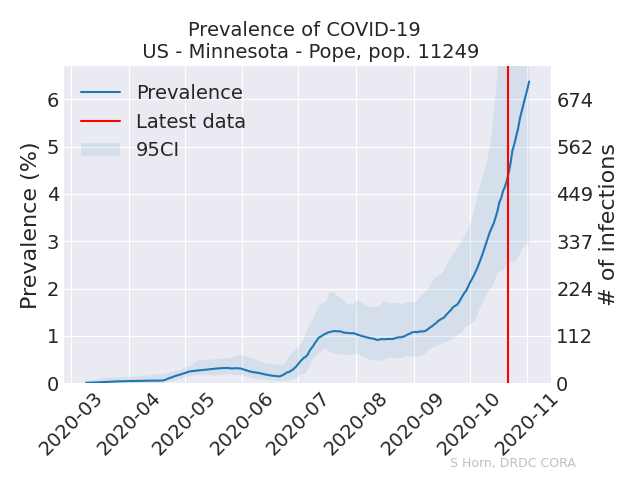 Prevalence of COVID-19
US - Minnesota - Pope, pop. 11249
Prevalence
Latest data
95CI
Prevalence (%)
6
5
4
3
2
1
0
674
562
449
337
224
112
0
# of infections
2020-03
2020-04
2020-05
2020-06
2020-07
2020-08
2020-09
2020-10
2020-11
S Horn, DRDC CORA